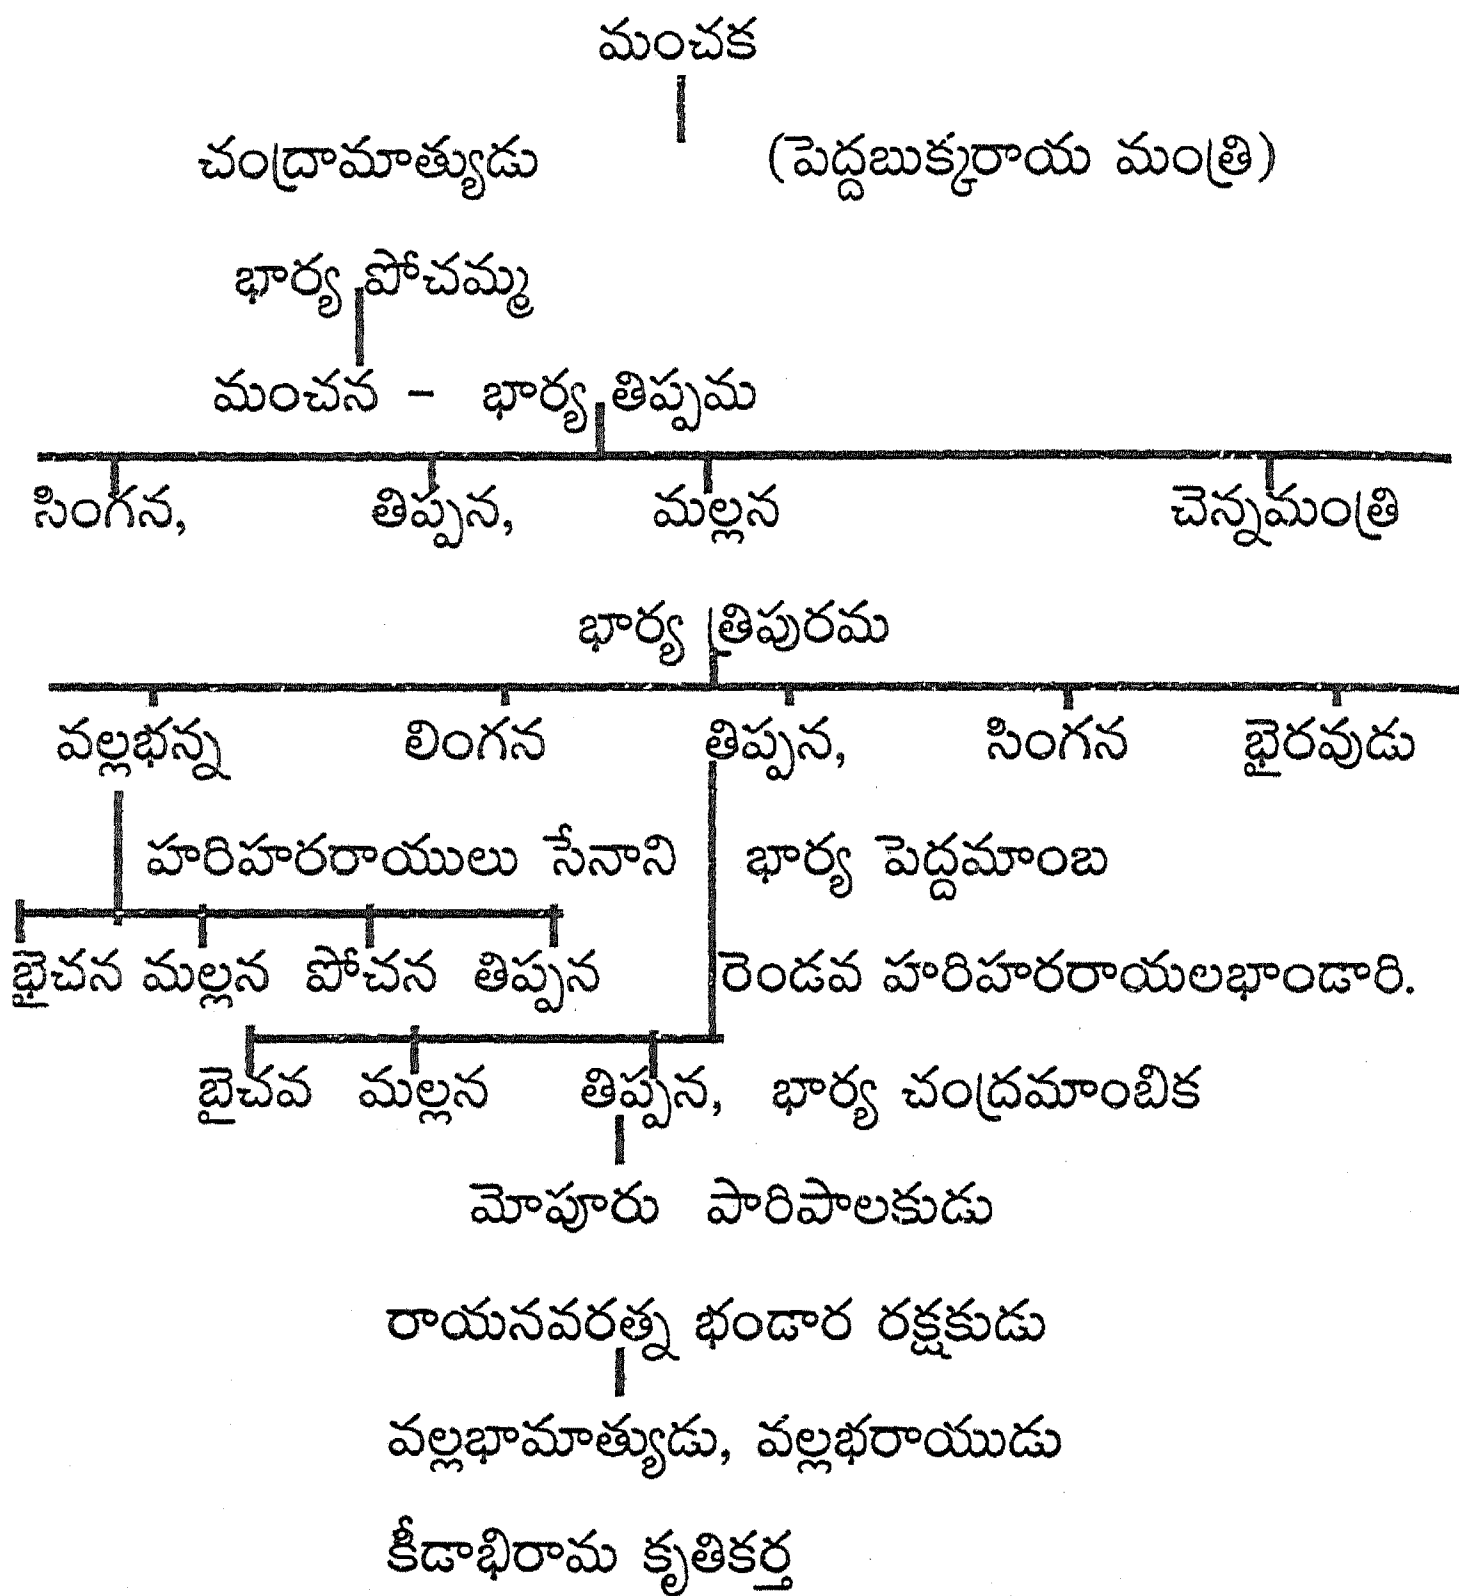 మంచక
చంద్రామాత్యుడు (పెద్దబుక్కరాయ మంత్రి)
భార్య పోచమ్మ
మంచన - భార్య తిప్పమ
సింగన, తిప్పన, మల్లన చెన్నమంత్రి
భార్య త్రిపురమ
వల్లభన్న లింగన తిప్పన, సింగన భైరవుడు
హరిహరరాయులు సేనాని భార్య పెద్దమాంబ
భైచన మల్లన పోచన తిప్పన రెండవ హరిహరరాయలభాండారి.
బైచవ మల్లన తిప్పన, భార్య చంద్రమాంబిక
మోపూరు పారిపాలకుడు
రాయనవరత్న భండార రక్షకుడు
వల్లభామాత్యుడు, వల్లభరాయుడు
కీడాభిరామ కృతికర్త